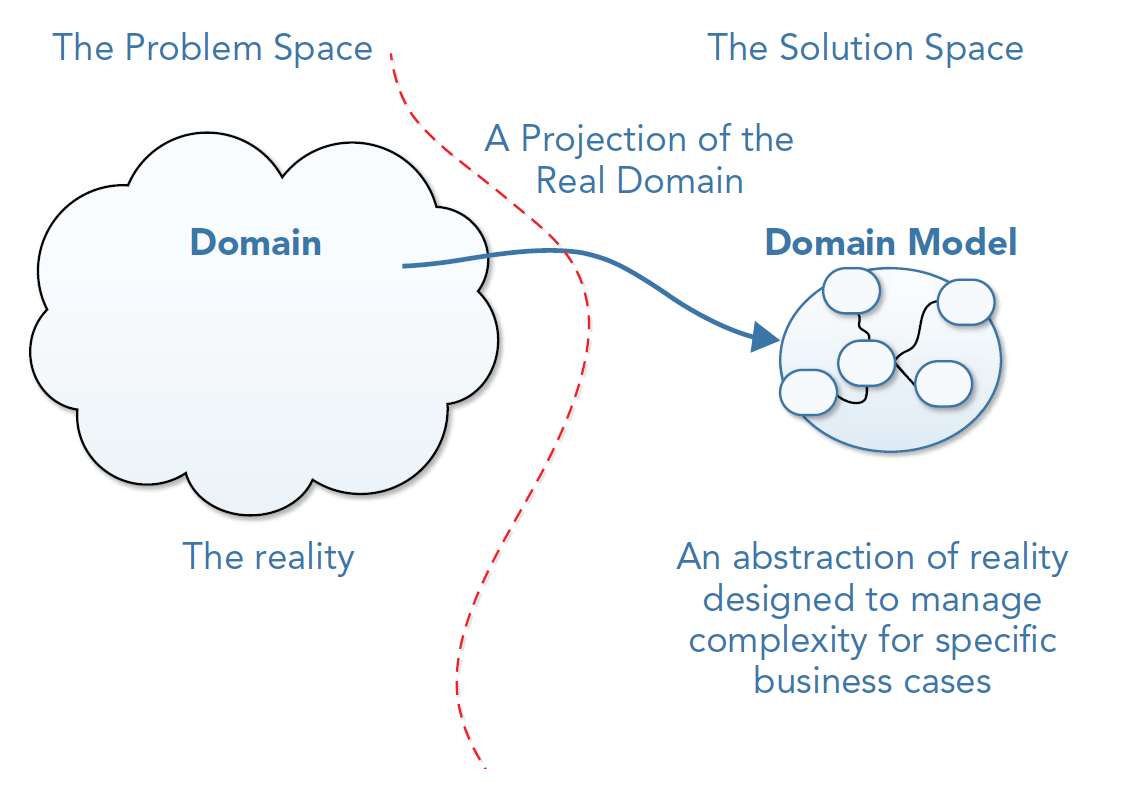 The Problem Space
The Solution Space
A Projection of the
Real Domain
Domain
Domain Model
The reality
An abstraction of reality
designed to manage
complexity for specific
business cases